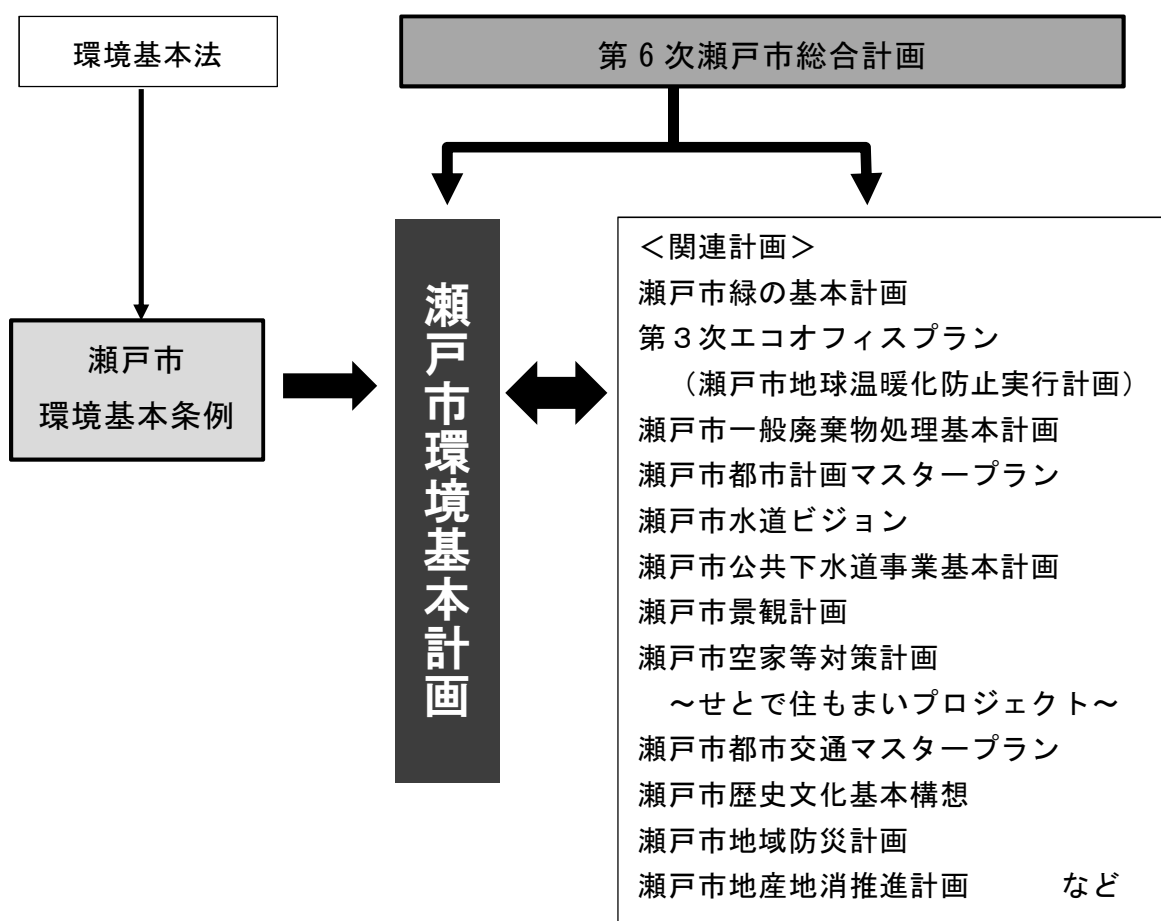 環境基本法
第6次瀬戸市総合計画
瀬戸市
環境基本条例
瀬戸市環境基本計画
＜関連計画＞
瀬戸市緑の基本計画
第３次エコオフィスプラン
（瀬戸市地球温暖化防止実行計画）
瀬戸市一般廃棄物処理基本計画
瀬戸市都市計画マスタープラン
瀬戸市水道ビジョン
瀬戸市公共下水道事業基本計画
瀬戸市景観計画
瀬戸市空家等対策計画
～せとで住もまいプロジェクト～
瀬戸市都市交通マスタープラン
瀬戸市歴史文化基本構想
瀬戸市地域防災計画
瀬戸市地産地消推進計画　　　など